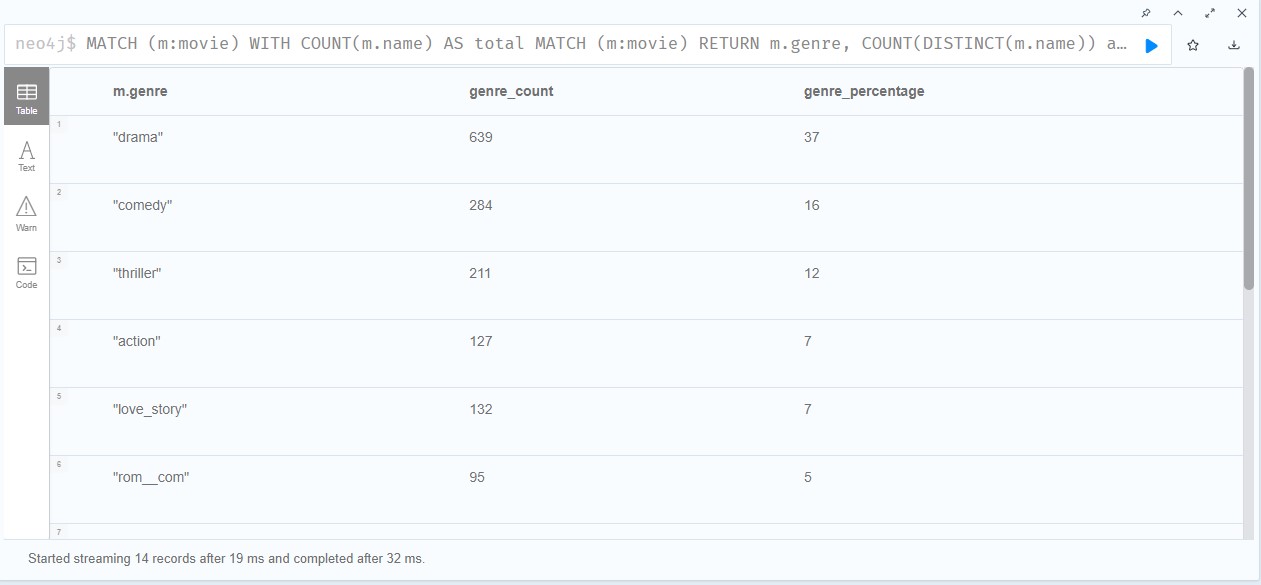 neo4j$ MATCH (m:movie) WITH COUNT(m.name) AS total MATCH (m:movie) RETURN m.genre, COUNT(DISTINCT(m.name)) a…
Table
Text
Warn
Code
m.genre genre_count genre_percentage
1 "drama" 639 37
2 "comedy" 284 16
3 "thriller" 211 12
4 "action" 127 7
5 "love_story" 132 7
6 "rom__com" 95 5
7
Started streaming 14 records after 19 ms and completed after 32 ms.